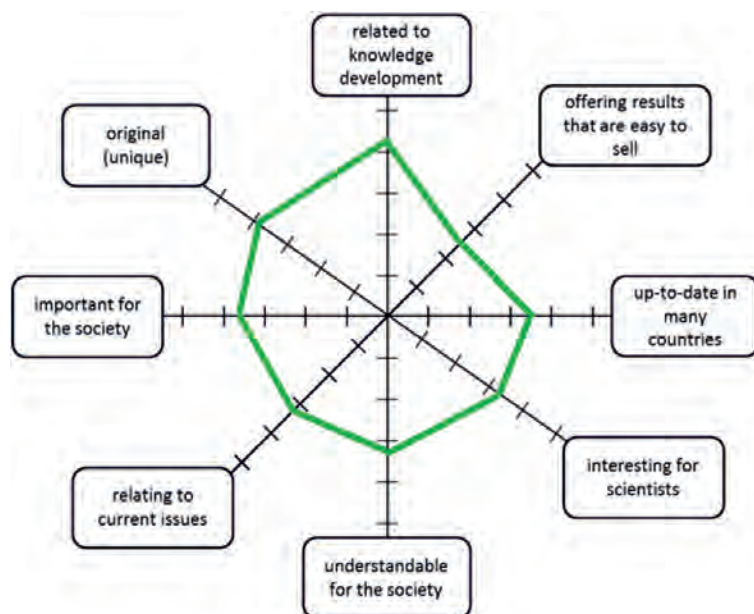 related to
knowledge
development
offering results
that are easy to
sell
original
(unique)
important for
the society
up-to-date in
many
countries
interesting for
scientists
relating to
current issues
understandable
for the society